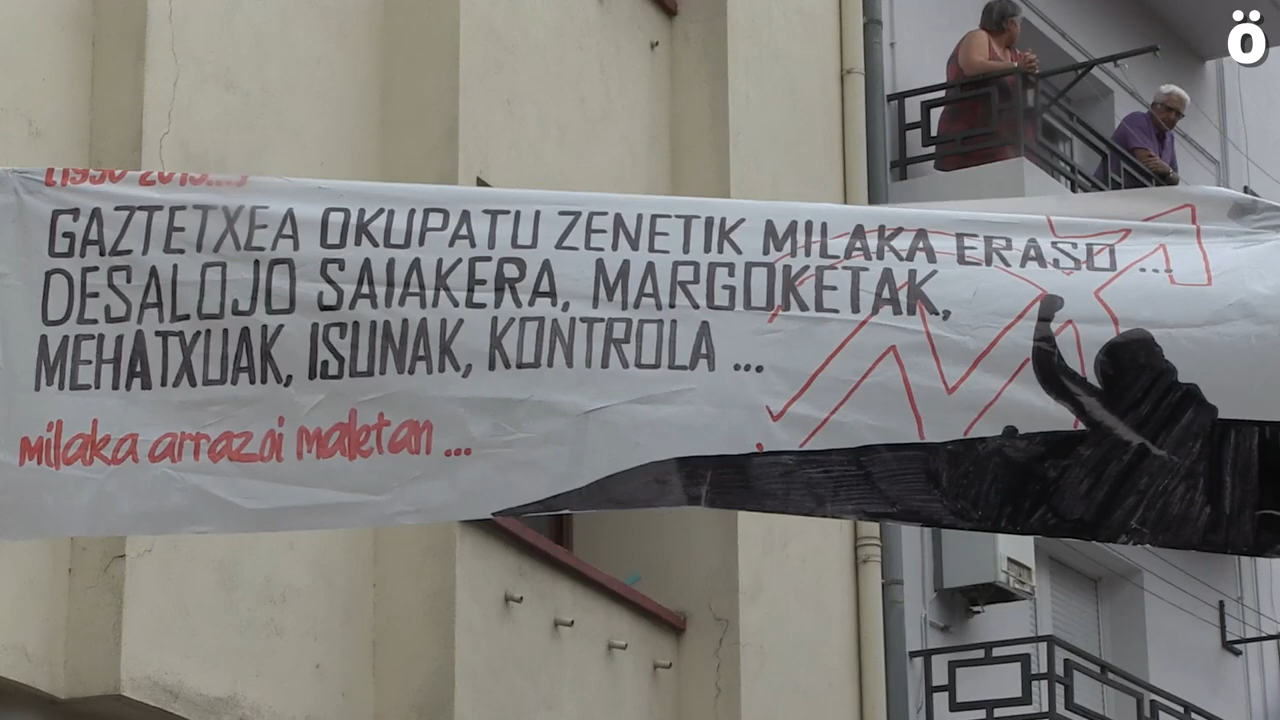 GAZTETXEA OKUPATU ZENETIK MILAKA ERASO ...
DESALOJO SAIAKERA, MARGOKETAK,
MEHATXUAK, ISUNAK, KONTROLA ...
milaka arrazoi maletan ...
ö